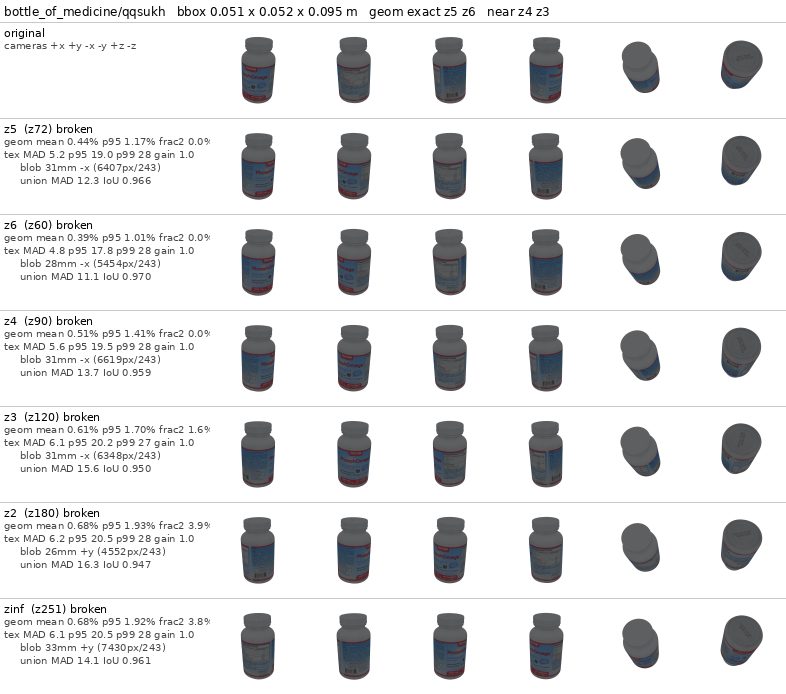 bottle_of_medicine/qqsukh bbox 0.051 x 0.052 x 0.095 m geom exact z5 z6 near z4 z3
original
cameras +x +y -x -y +z -z
z5 (z72) broken
geom mean 0.44% p95 1.17% frac2 0.0%
tex MAD 5.2 p95 19.0 p99 28 gain 1.0
blob 31mm -x (6407px/243)
union MAD 12.3 IoU 0.966
z6 (z60) broken
geom mean 0.39% p95 1.01% frac2 0.0%
tex MAD 4.8 p95 17.8 p99 28 gain 1.0
blob 28mm -x (5454px/243)
union MAD 11.1 IoU 0.970
z4 (z90) broken
geom mean 0.51% p95 1.41% frac2 0.0%
tex MAD 5.6 p95 19.5 p99 28 gain 1.0
blob 31mm -x (6619px/243)
union MAD 13.7 IoU 0.959
z3 (z120) broken
geom mean 0.61% p95 1.70% frac2 1.6%
tex MAD 6.1 p95 20.2 p99 27 gain 1.0
blob 31mm -x (6348px/243)
union MAD 15.6 IoU 0.950
z2 (z180) broken
geom mean 0.68% p95 1.93% frac2 3.9%
tex MAD 6.2 p95 20.5 p99 28 gain 1.0
blob 26mm +y (4552px/243)
union MAD 16.3 IoU 0.947
zinf (z251) broken
geom mean 0.68% p95 1.92% frac2 3.8%
tex MAD 6.1 p95 20.5 p99 28 gain 1.0
blob 33mm +y (7430px/243)
union MAD 14.1 IoU 0.961